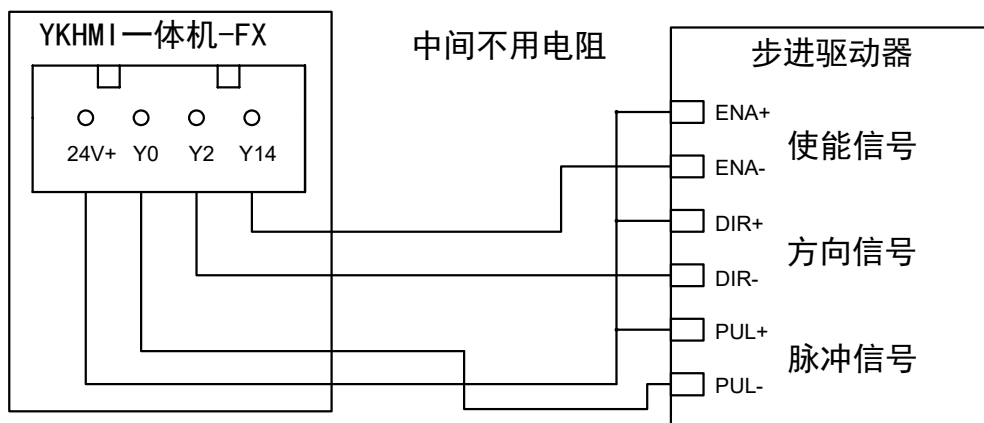 YKHMI一体机-FX
中间不用电阻
步进驱动器
24V+ Y0 Y2 Y14
ENA+
使能信号
ENA-
DIR+
方向信号
DIR-
PUL+
脉冲信号
PUL-